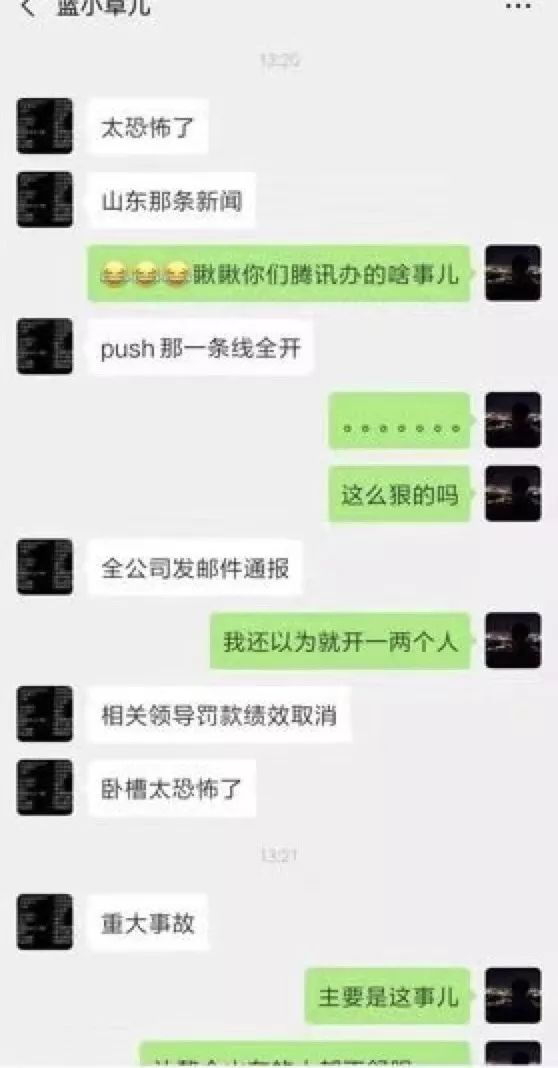 蓝小草儿
13:20
太恐怖了
山东那条新闻
😂😂😂瞅瞅你们腾讯办的啥事儿
push那一条线全开
。。。。。。。
这么狠的吗
全公司发邮件通报
我还以为就开一两个人
相关领导罚款绩效取消
卧槽太恐怖了
13:21
重大事故
主要是这事儿